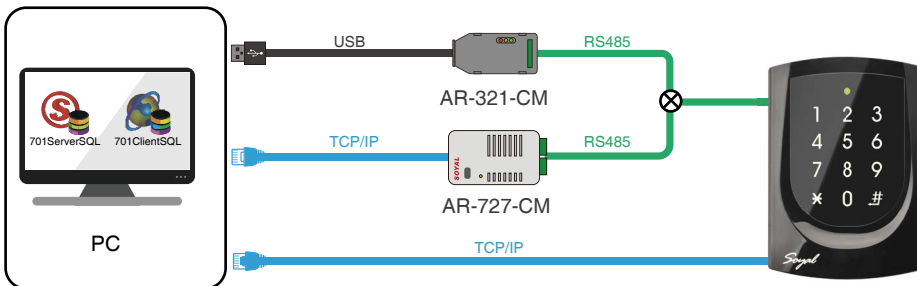 USB
RS485
AR-321-CM
701ServerSQL
701ClientSQL
TCP/IP
SOYAL
RS485
AR-727-CM
PC
TCP/IP
1 2 3
4 5 6
7 8 9
* 0 #
Soyal